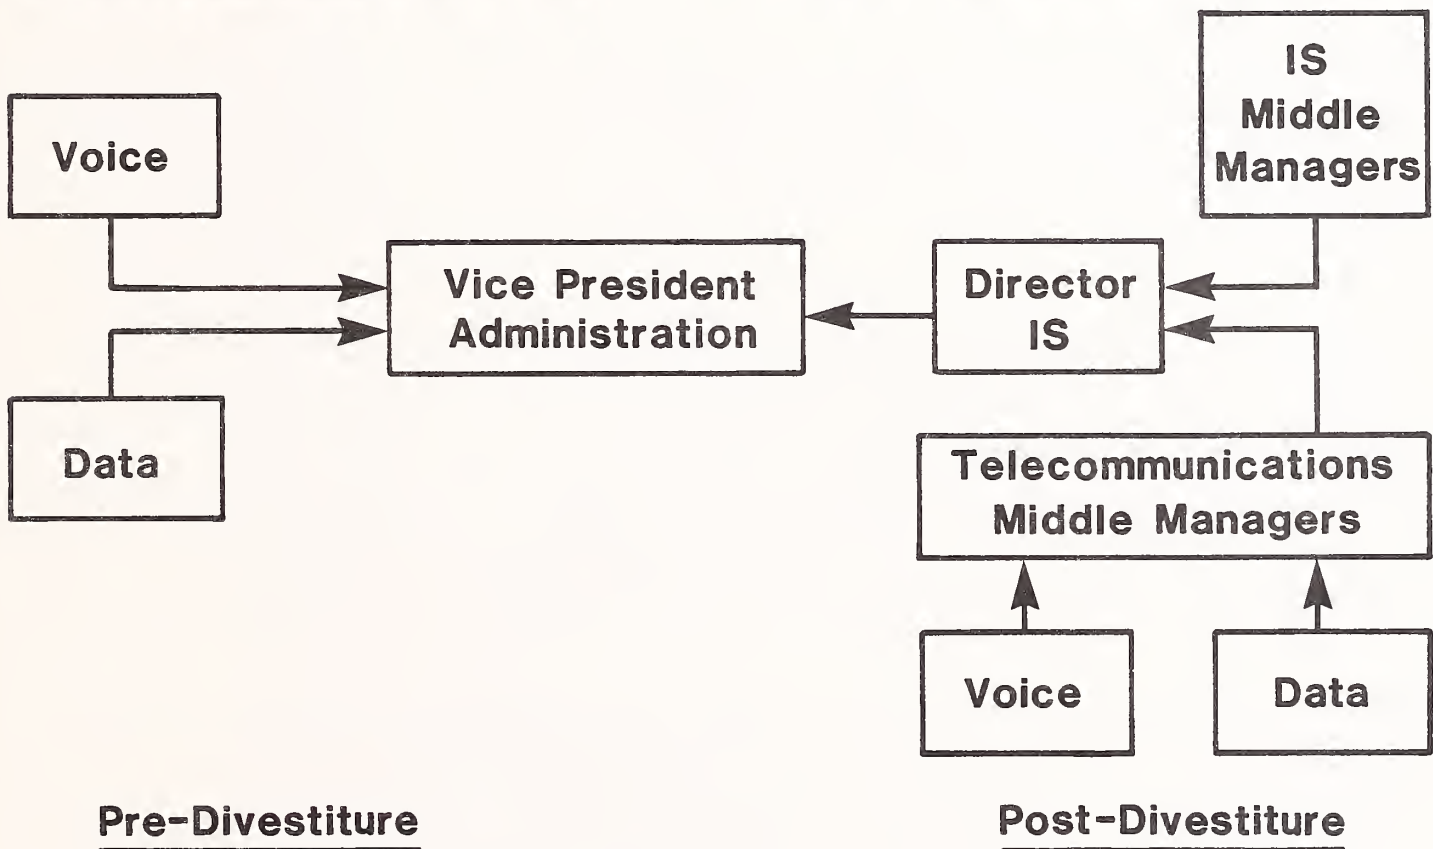 IS
Middle
Managers
Voice
Vice President
Administration
Director
IS
Data
Telecommunications
Middle Managers
Voice
Data
Pre-Divestiture
Post-Divestiture